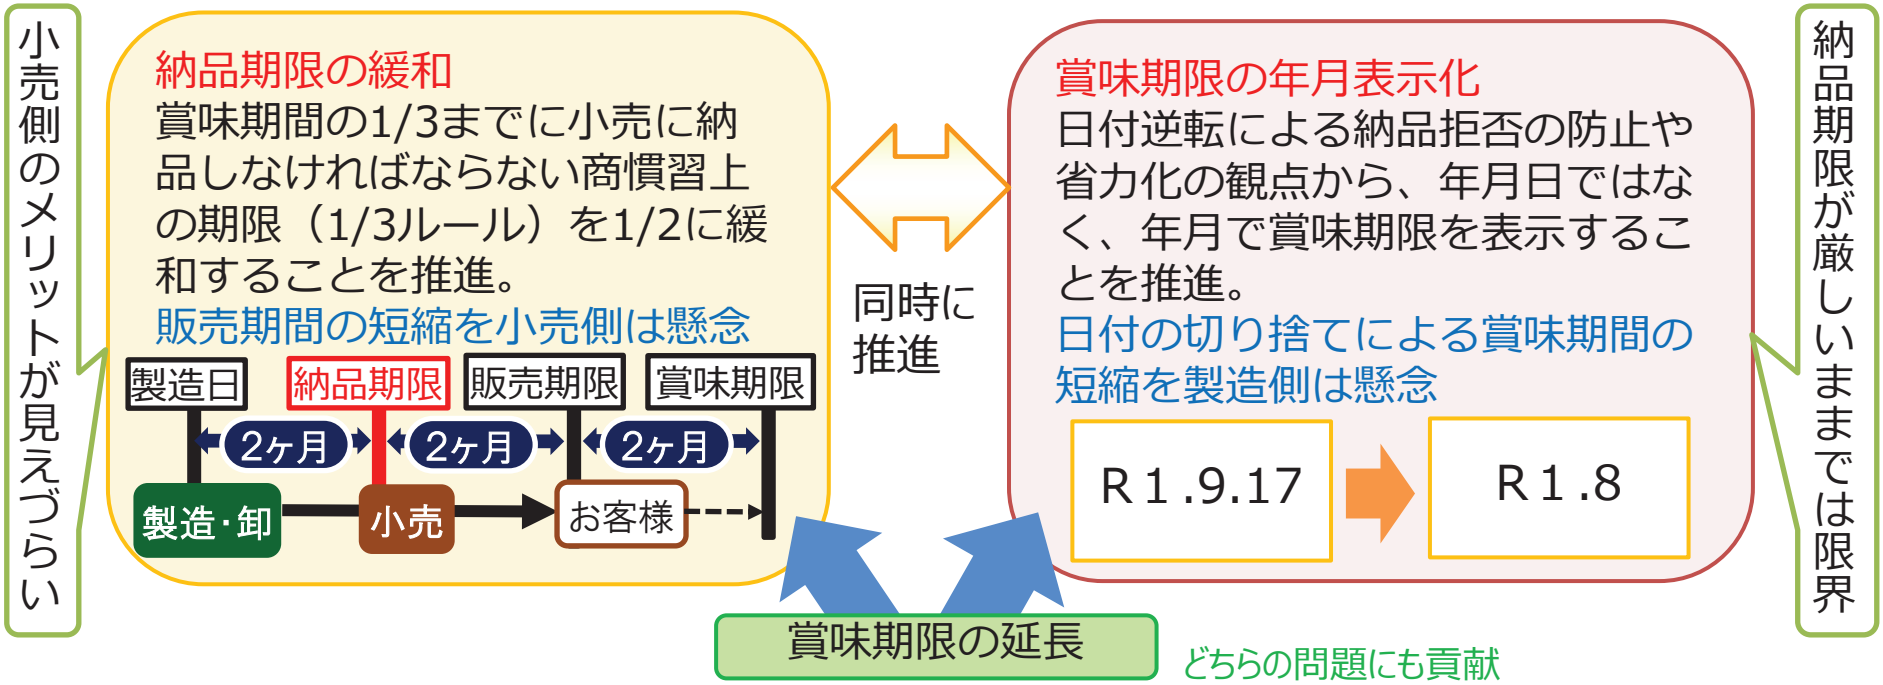 小売側のメリットが見えづらい
納品期限の緩和
賞味期間の1/3までに小売に納
品しなければならない商慣習上
の期限（1/3ルール）を1/2に緩
和することを推進。
販売期間の短縮を小売側は懸念
製造日
納品期限
販売期限
賞味期限
2ヶ月
2ヶ月
2ヶ月
製造・卸
小売
お客様
同時に
推進
賞味期限の年月表示化
日付逆転による納品拒否の防止や
省力化の観点から、年月日ではな
く、年月で賞味期限を表示するこ
とを推進。
日付の切り捨てによる賞味期間の
短縮を製造側は懸念
R１.9.17
R１.8
納品期限が厳しいままでは限界
賞味期限の延長
どちらの問題にも貢献